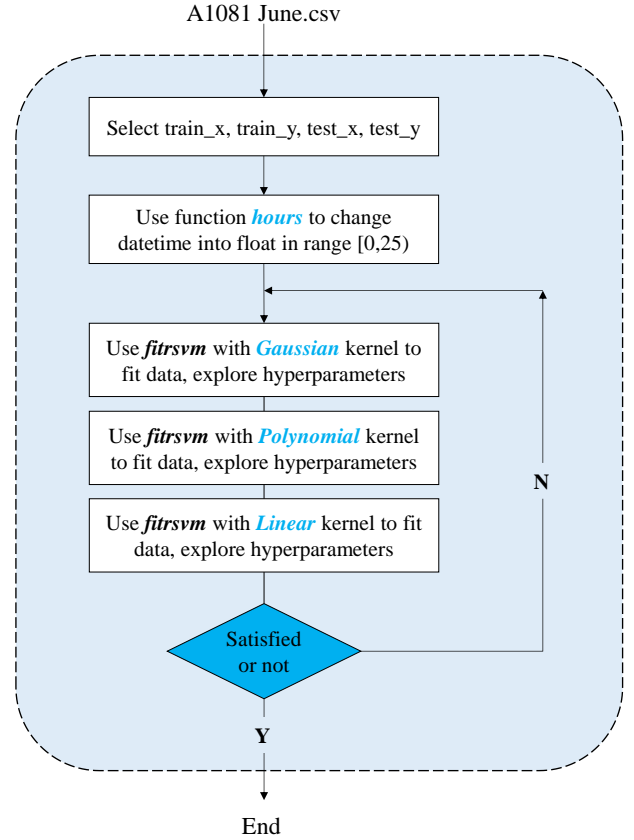 A1081 June.csv
Select train_x, train_y, test_x, test_y
Use function hours to change
datetime into float in range [0,25)
Use fitrsvm with Gaussian kernel to
fit data, explore hyperparameters
Use fitrsvm with Polynomial kernel
to fit data, explore hyperparameters
Use fitrsvm with Linear kernel to fit
data, explore hyperparameters
N
Satisfied
or not
Y
End